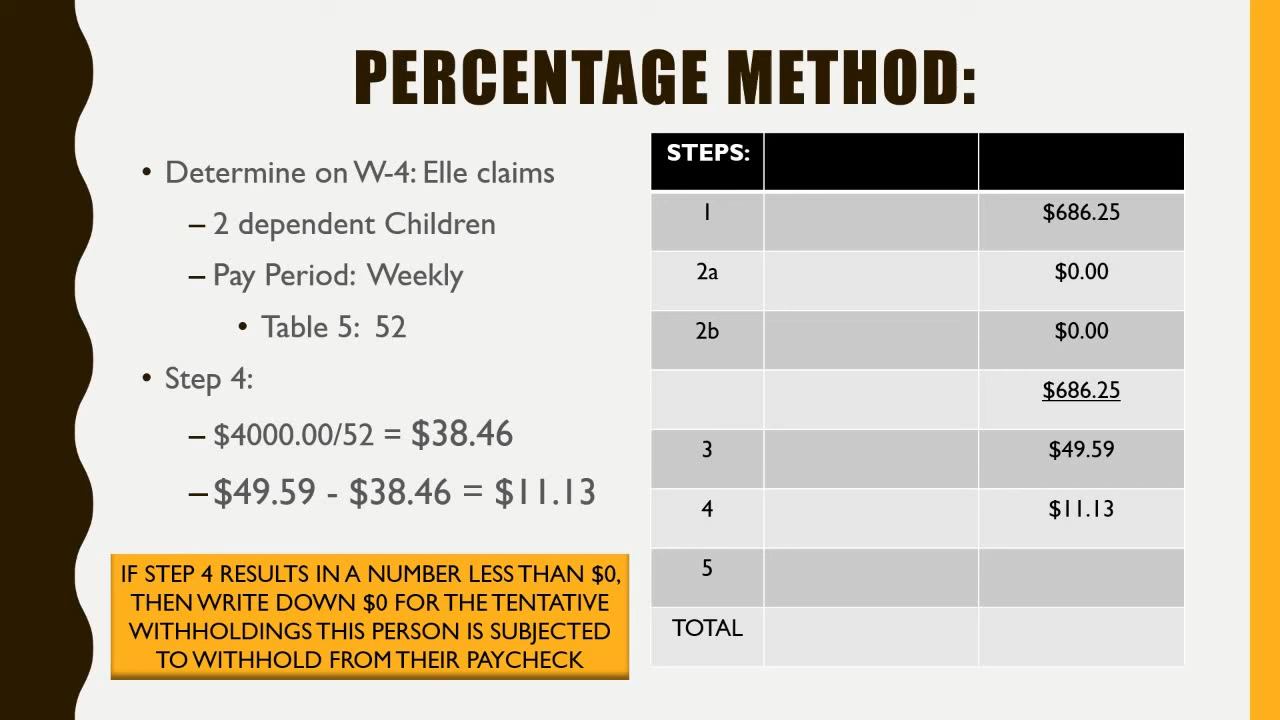 PERCENTAGE METHOD:
• Determine on W-4: Elle claims
– 2 dependent Children
– Pay Period: Weekly
• Table 5: 52
• Step 4:
– $4000.00/52 = $38.46
– $49.59 - $38.46 = $11.13
IF STEP 4 RESULTS IN A NUMBER LESS THAN $0,
THEN WRITE DOWN $0 FOR THE TENTATIVE
WITHHOLDINGS THIS PERSON IS SUBJECTED
TO WITHHOLD FROM THEIR PAYCHECK
STEPS:
1 $686.25
2a $0.00
2b $0.00
$686.25
3 $49.59
4 $11.13
5
TOTAL